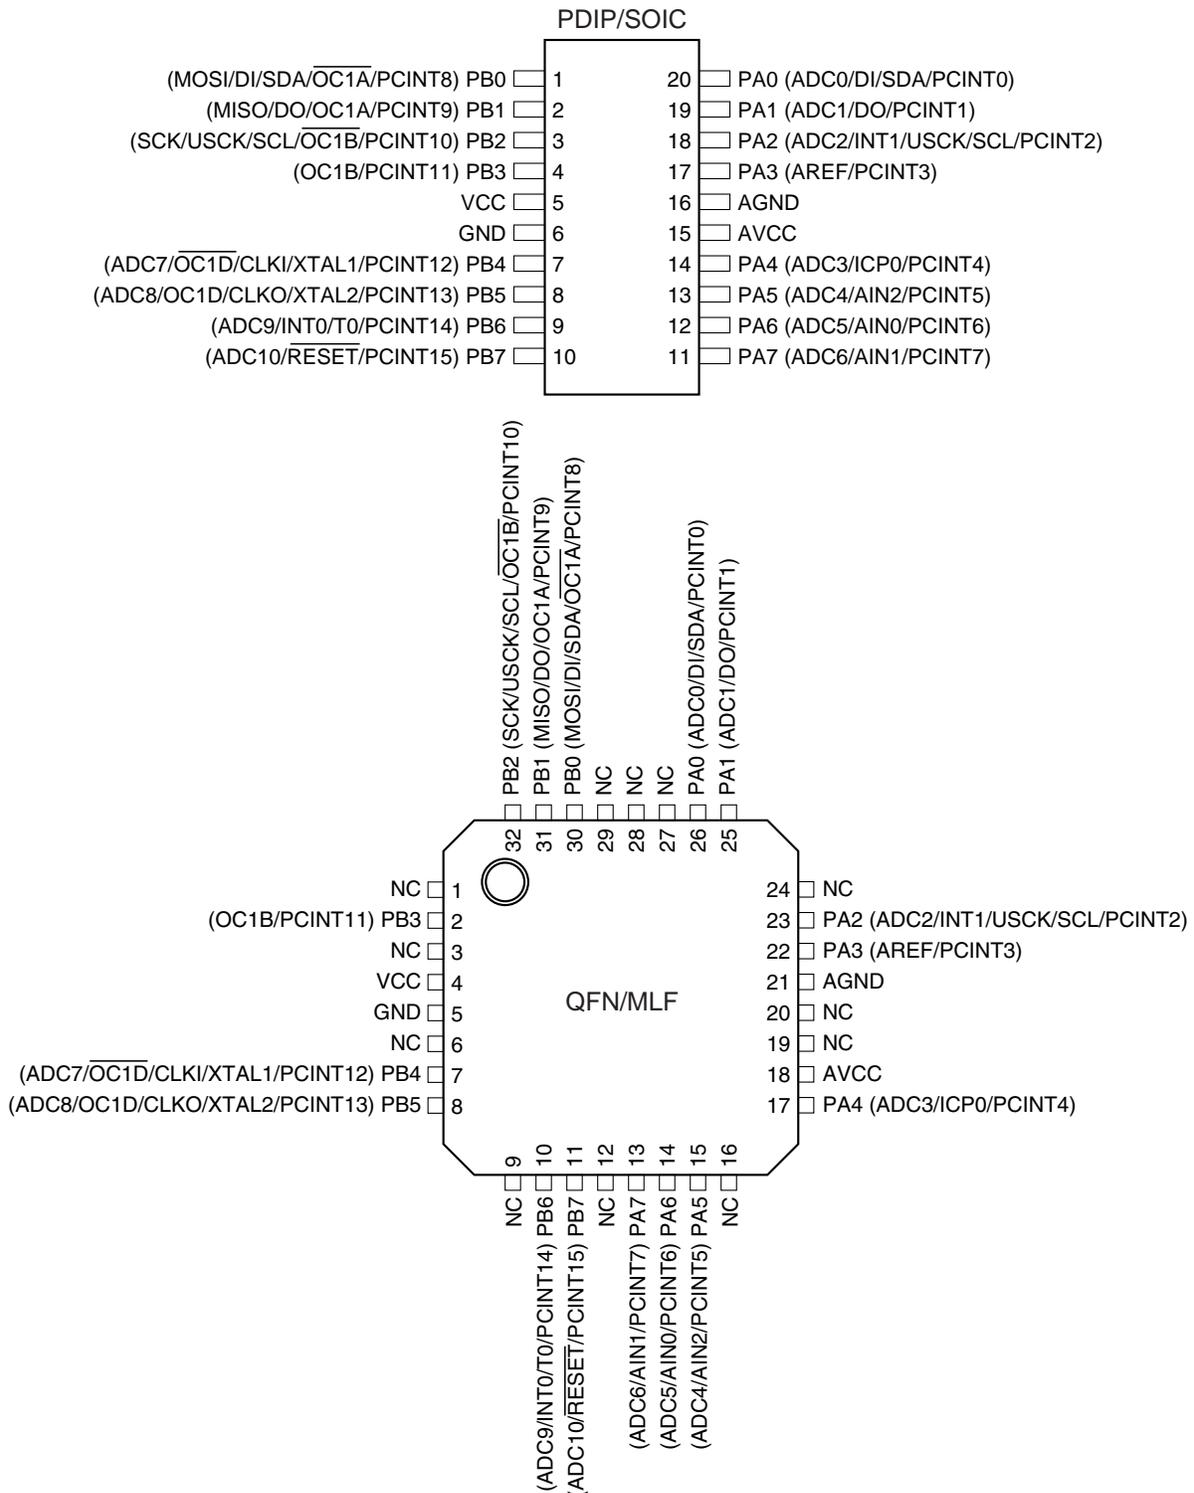 PDIP/SOIC
(MOSI/DI/SDA/O̅C̅1̅A̅/PCINT8) PB0 1 20 PA0 (ADC0/DI/SDA/PCINT0)
(MISO/DO/OC1A/PCINT9) PB1 2 19 PA1 (ADC1/DO/PCINT1)
(SCK/USCK/SCL/O̅C̅1̅B̅/PCINT10) PB2 3 18 PA2 (ADC2/INT1/USCK/SCL/PCINT2)
(OC1B/PCINT11) PB3 4 17 PA3 (AREF/PCINT3)
VCC 5 16 AGND
GND 6 15 AVCC
(ADC7/O̅C̅1̅D̅/CLKI/XTAL1/PCINT12) PB4 7 14 PA4 (ADC3/ICP0/PCINT4)
(ADC8/OC1D/CLKO/XTAL2/PCINT13) PB5 8 13 PA5 (ADC4/AIN2/PCINT5)
(ADC9/INT0/T0/PCINT14) PB6 9 12 PA6 (ADC5/AIN0/PCINT6)
(ADC10/R̅E̅S̅E̅T̅/PCINT15) PB7 10 11 PA7 (ADC6/AIN1/PCINT7)
PB2 (SCK/USCK/SCL/O̅C̅1̅B̅/PCINT10)
PB1 (MISO/DO/OC1A/PCINT9)
PB0 (MOSI/DI/SDA/O̅C̅1̅A̅/PCINT8)
NC
NC
NC
PA0 (ADC0/DI/SDA/PCINT0)
PA1 (ADC1/DO/PCINT1)
32 31 30 29 28 27 26 25
NC 1 24 NC
(OC1B/PCINT11) PB3 2 23 PA2 (ADC2/INT1/USCK/SCL/PCINT2)
NC 3 22 PA3 (AREF/PCINT3)
VCC 4 21 AGND
QFN/MLF
GND 5 20 NC
NC 6 19 NC
(ADC7/O̅C̅1̅D̅/CLKI/XTAL1/PCINT12) PB4 7 18 AVCC
(ADC8/OC1D/CLKO/XTAL2/PCINT13) PB5 8 17 PA4 (ADC3/ICP0/PCINT4)
9 10 11 12 13 14 15 16
NC
(ADC9/INT0/T0/PCINT14) PB6
(ADC10/R̅E̅S̅E̅T̅/PCINT15) PB7
NC
(ADC6/AIN1/PCINT7) PA7
(ADC5/AIN0/PCINT6) PA6
(ADC4/AIN2/PCINT5) PA5
NC